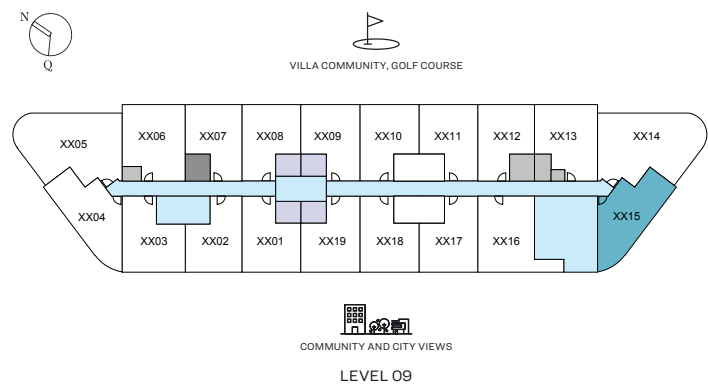 N
Q
VILLA COMMUNITY, GOLF COURSE
XX05
XX06
XX07
XX08
XX09
XX10
XX11
XX12
XX13
XX14
XX04
XX03
XX02
XX01
XX19
XX18
XX17
XX16
XX15
COMMUNITY AND CITY VIEWS
LEVEL 09